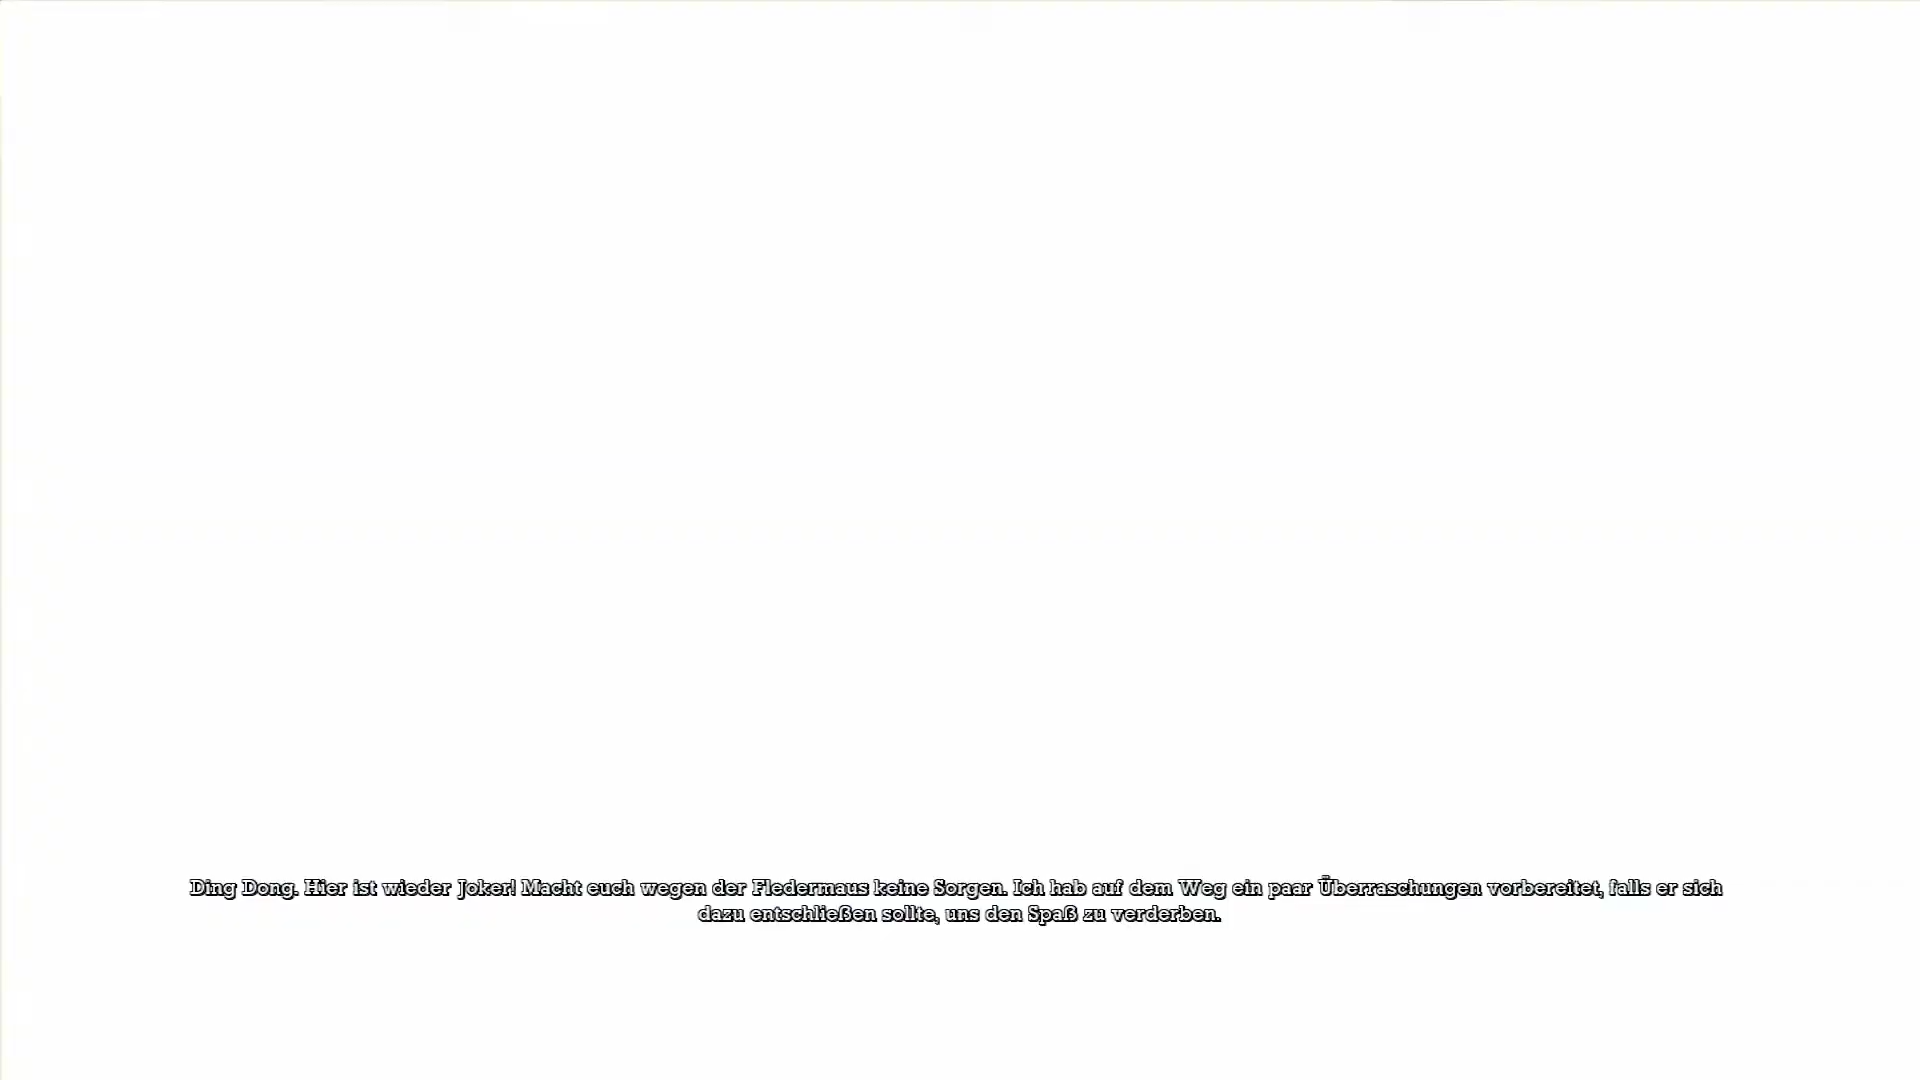 Ding Dong. Hier ist wieder Joker! Macht euch wegen der Fledermaus keine Sorgen. Ich hab auf dem Weg ein paar Überraschungen vorbereitet, falls er sich
dazu entschließen sollte, uns den Spaß zu verderben.